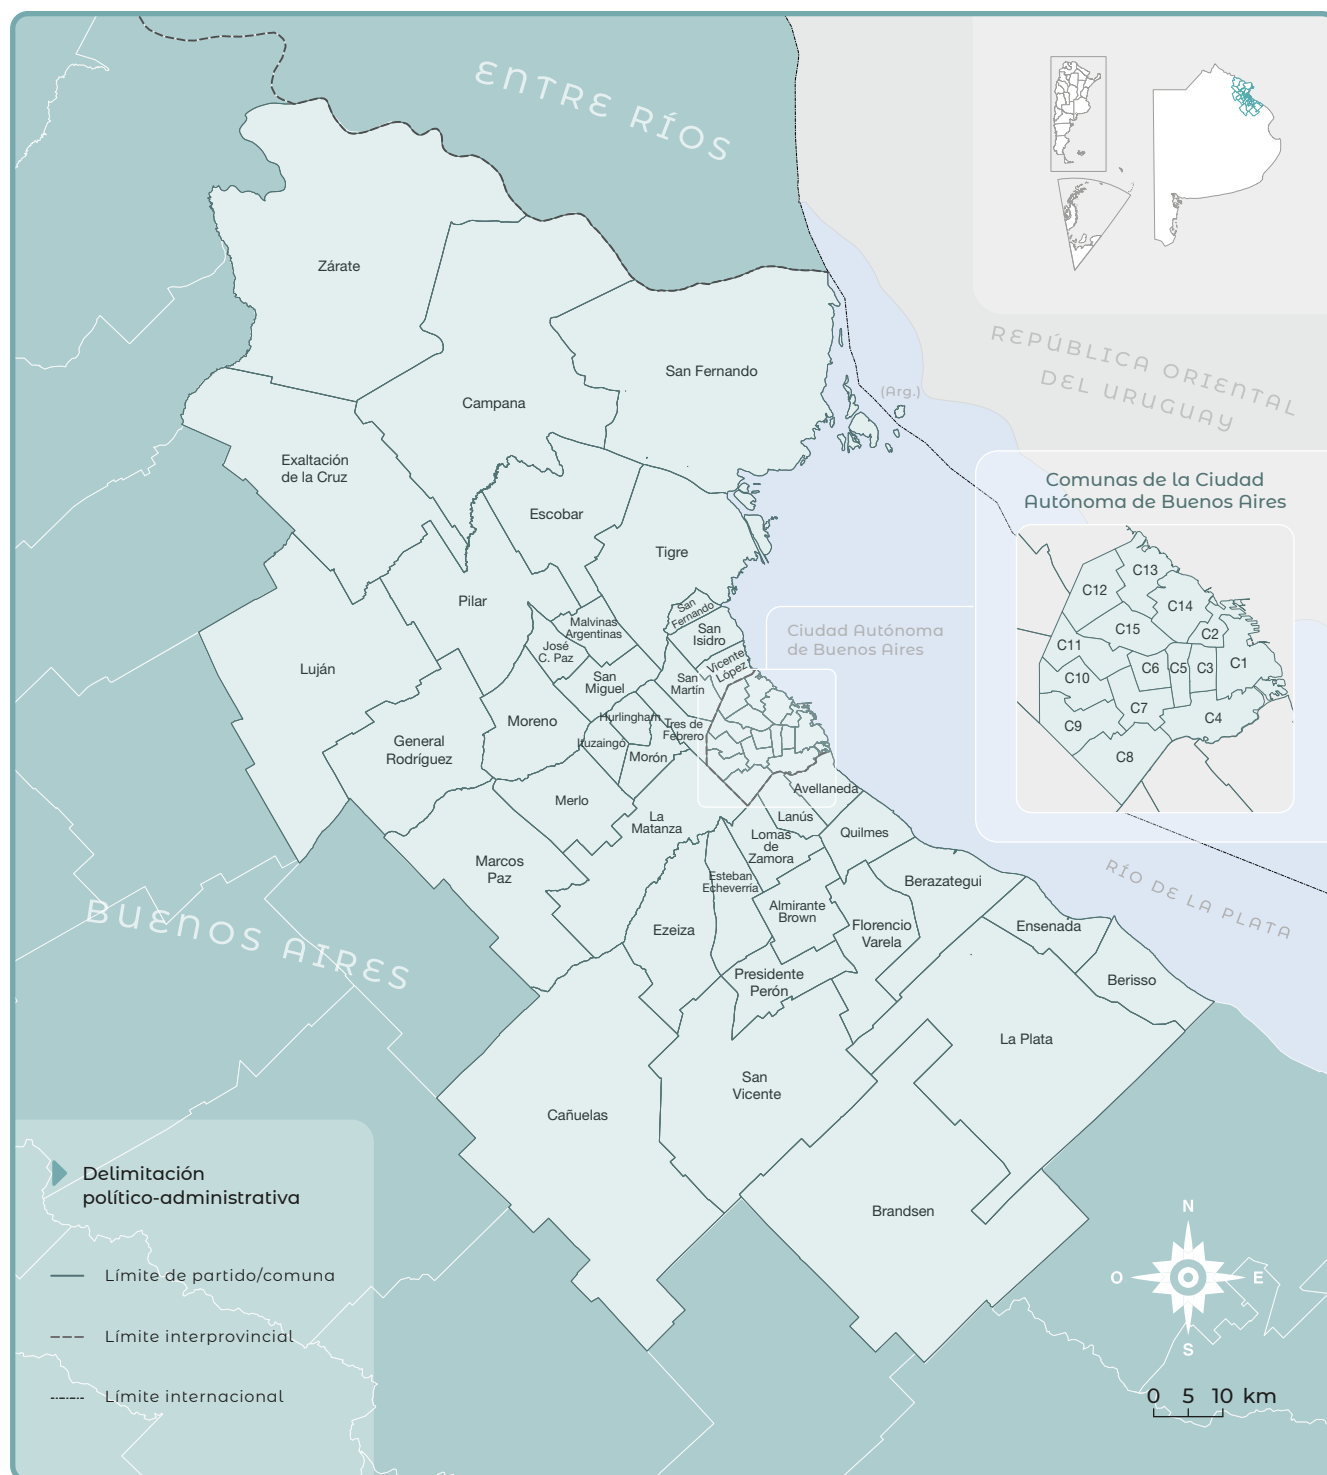 ENTRE RÍOS
REPÚBLICA ORIENTAL
DEL URUGUAY
(Arg.)
Zárate
San Fernando
Campana
Exaltación
de la Cruz
Escobar
Tigre
Pilar
San
Fernando
Malvinas
Argentinas
San
Isidro
José
C. Paz
Luján
Vicente
López
San
Miguel
San
Martín
Moreno
Hurlingham
Tres de
Febrero
Ituzaingó
General
Rodríguez
Morón
Merlo
Avellaneda
La
Matanza
Lanús
Quilmes
Lomas
de
Zamora
Marcos
Paz
Esteban
Echeverría
Berazategui
Almirante
Brown
Ezeiza
Florencio
Varela
Ensenada
Presidente
Perón
Berisso
La Plata
San
Vicente
Cañuelas
Brandsen
Ciudad Autónoma
de Buenos Aires
BUENOS AIRES
RÍO DE LA PLATA
Comunas de la Ciudad
Autónoma de Buenos Aires
C13
C12
C14
C15
C2
C11
C6
C5
C3
C1
C10
C7
C9
C4
C8
Delimitación
político-administrativa
Límite de partido/comuna
Límite interprovincial
Límite internacional
N
O
E
S
0 5 10 km